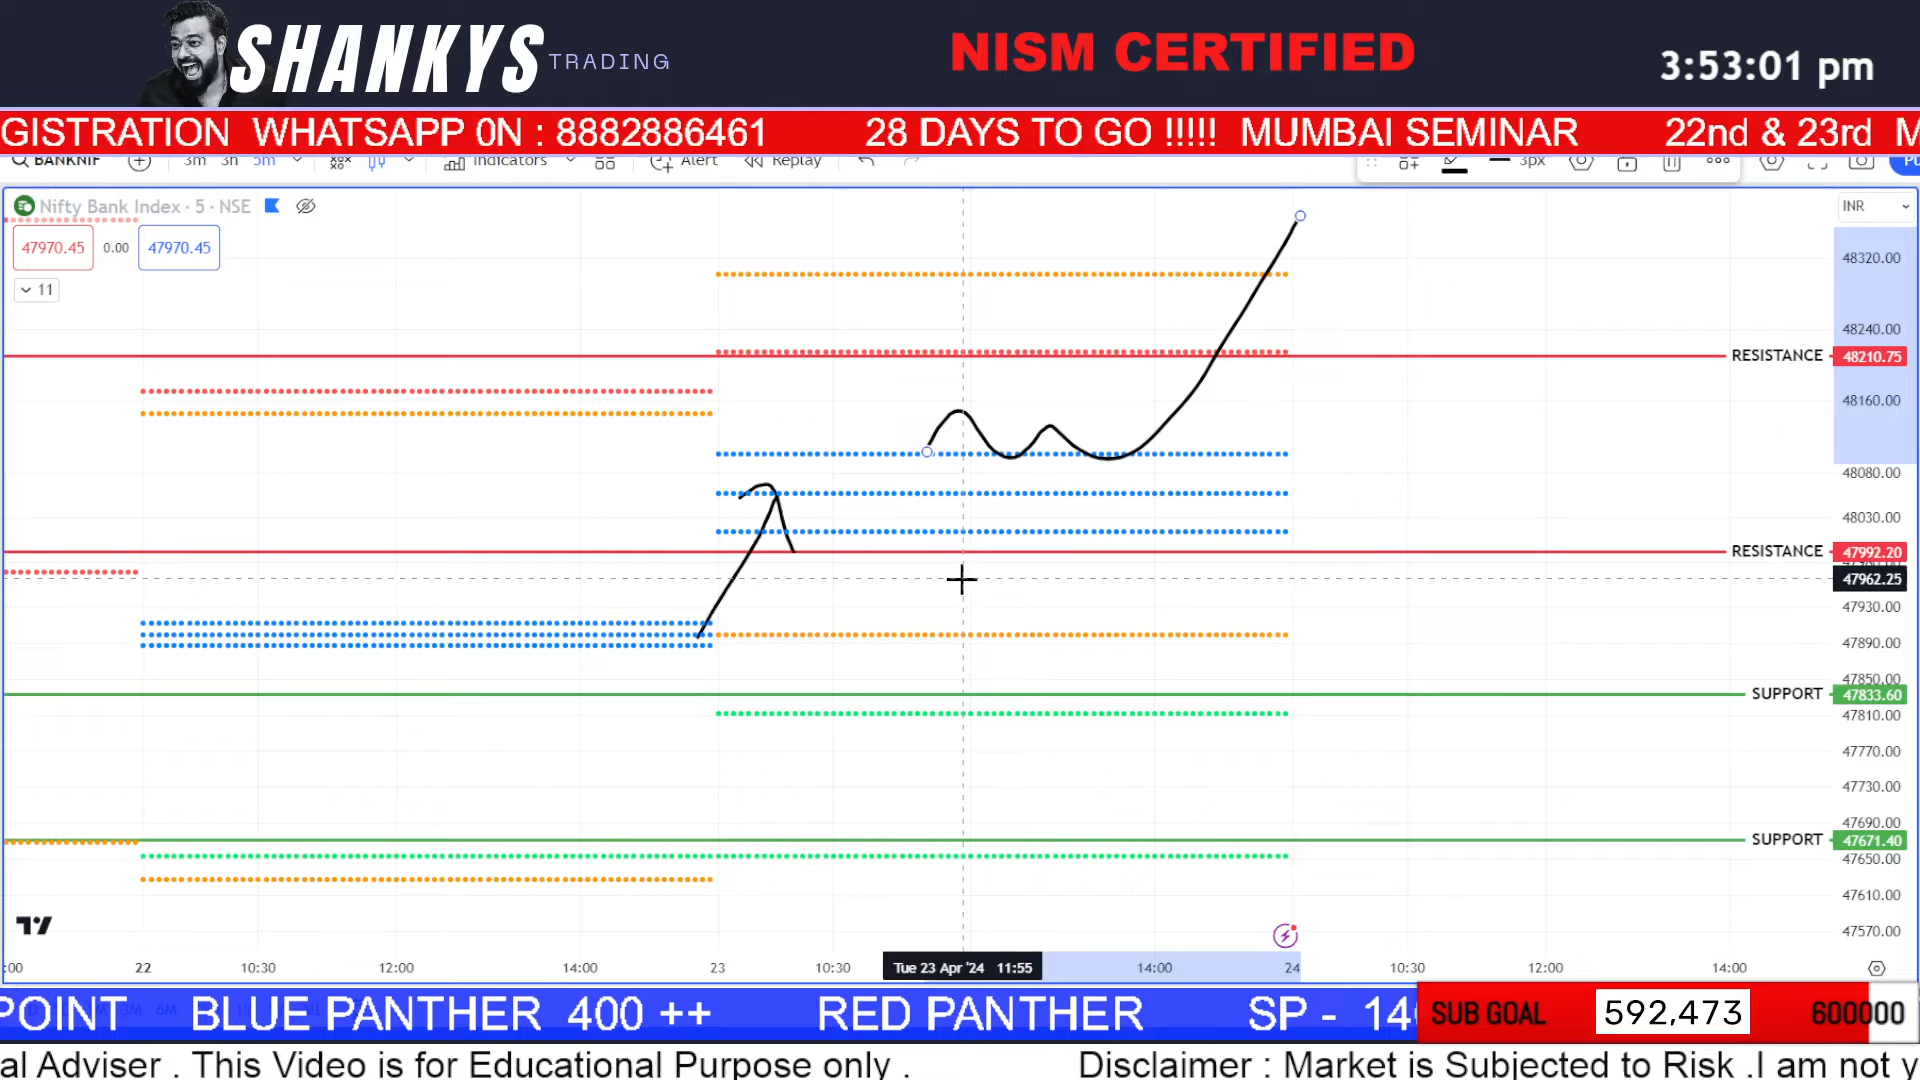 SHANKYS TRADING
NISM CERTIFIED
3:53:01 pm
GISTRATION WHATSAPP 0N : 8882886461 28 DAYS TO GO !!!!! MUMBAI SEMINAR 22nd & 23rd M
BANKNIF 3m 3h 5m Indicators Alert Replay 3px
Nifty Bank Index · 5 · NSE
INR
47970.45 0.00 47970.45
11
48320.00
48240.00
RESISTANCE 48210.75
48160.00
48080.00
48030.00
RESISTANCE 47992.20
47962.25
47930.00
47890.00
47850.00
SUPPORT 47833.60
47810.00
47770.00
47730.00
47690.00
SUPPORT 47671.40
47650.00
47610.00
47570.00
:00 22 10:30 12:00 14:00 23 10:30 Tue 23 Apr '24 11:55 14:00 24 10:30 12:00 14:00
POINT BLUE PANTHER 400 ++ RED PANTHER SP - 14
SUB GOAL 592,473 600000
al Adviser . This Video is for Educational Purpose only . Disclaimer : Market is Subjected to Risk .I am not y